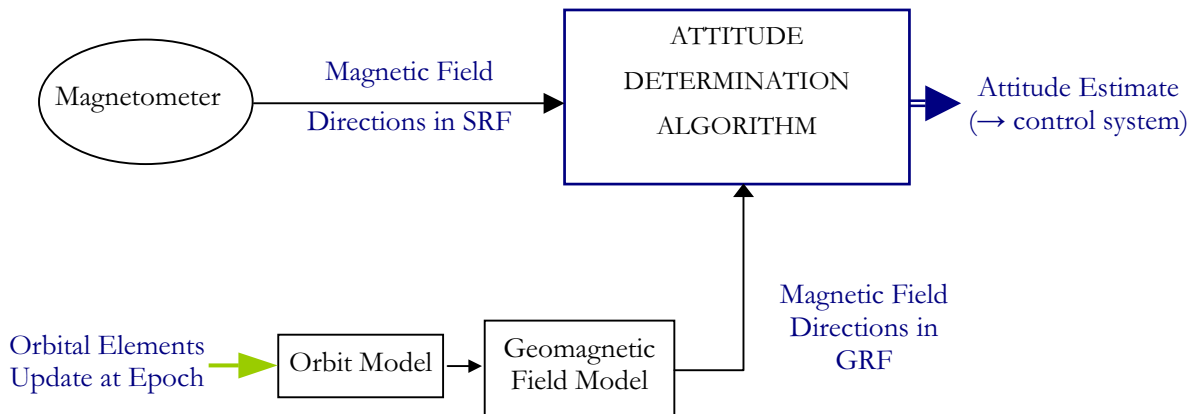 Magnetometer
Magnetic Field
Directions in SRF
ATTITUDE
DETERMINATION
ALGORITHM
Attitude Estimate
(→ control system)
Magnetic Field
Directions in
GRF
Orbital Elements
Update at Epoch
Orbit Model
Geomagnetic
Field Model